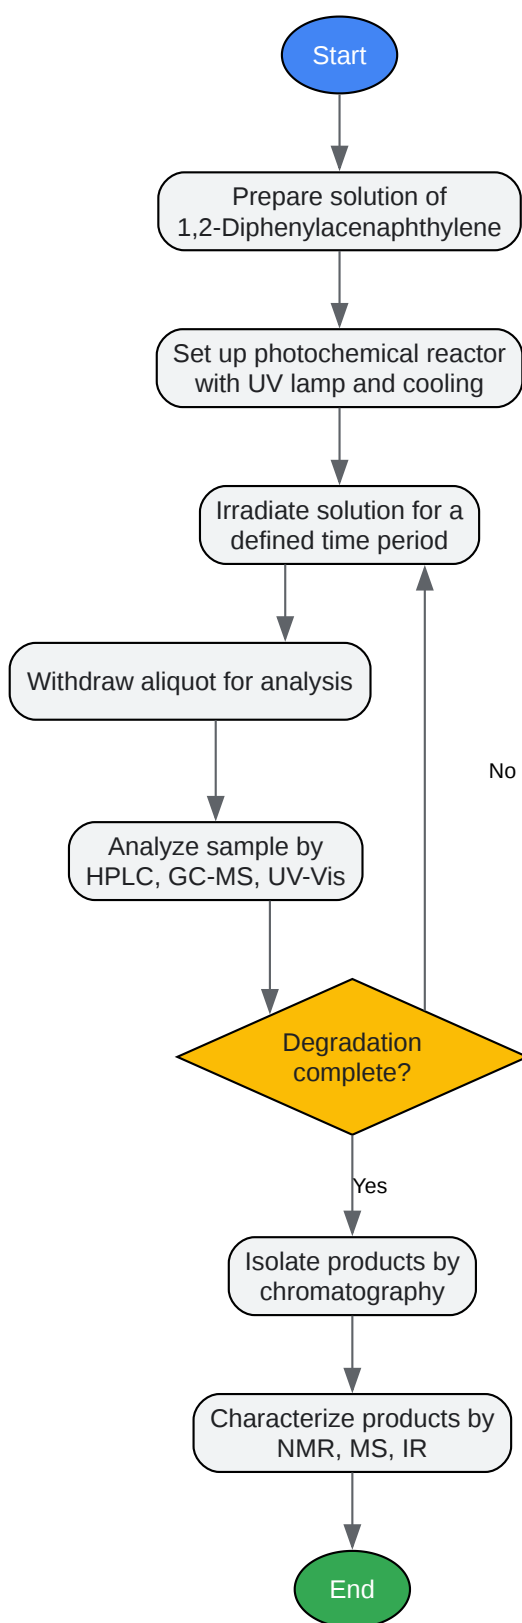 Start
Prepare solution of
1,2-Diphenylacenaphthylene
Set up photochemical reactor
with UV lamp and cooling
Irradiate solution for a
defined time period
Withdraw aliquot for analysis
No
Analyze sample by
HPLC, GC-MS, UV-Vis
Degradation
complete?
Yes
Isolate products by
chromatography
Characterize products by
NMR, MS, IR
End